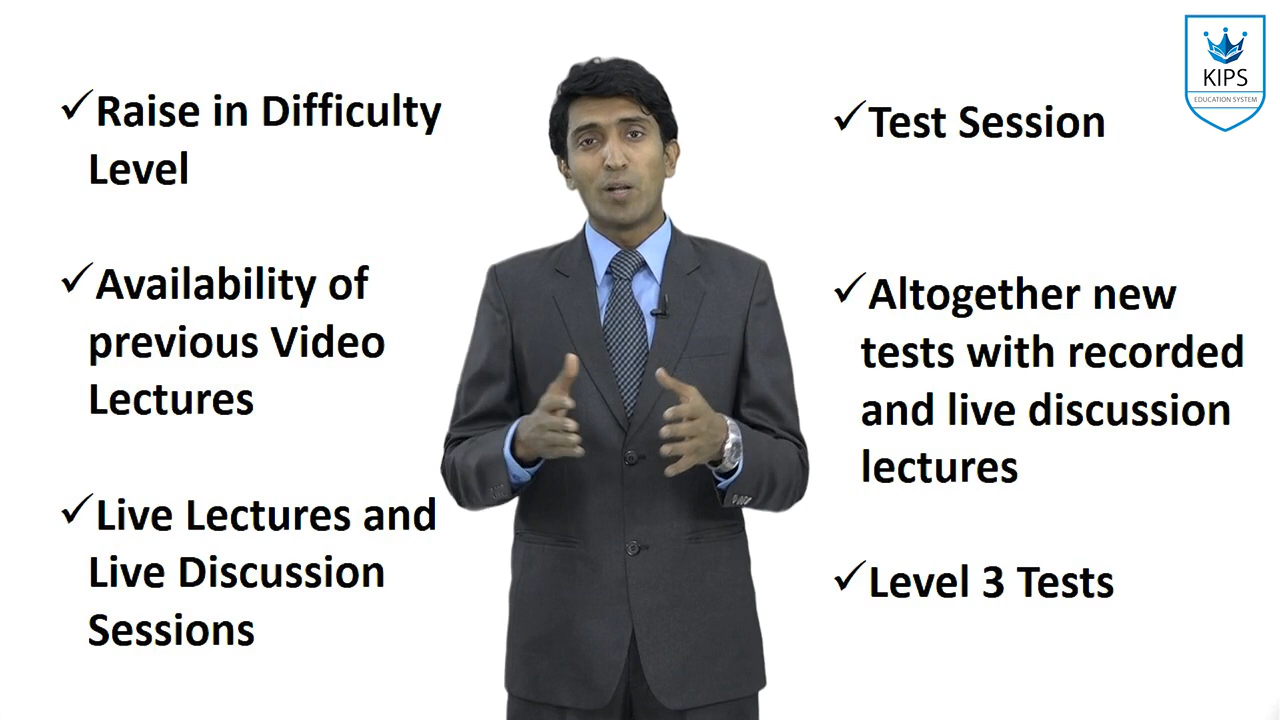 ✓Raise in Difficulty
Level
✓Availability of
previous Video
Lectures
✓Live Lectures and
Live Discussion
Sessions
✓Test Session
✓Altogether new
tests with recorded
and live discussion
lectures
✓Level 3 Tests
KIPS
EDUCATION SYSTEM